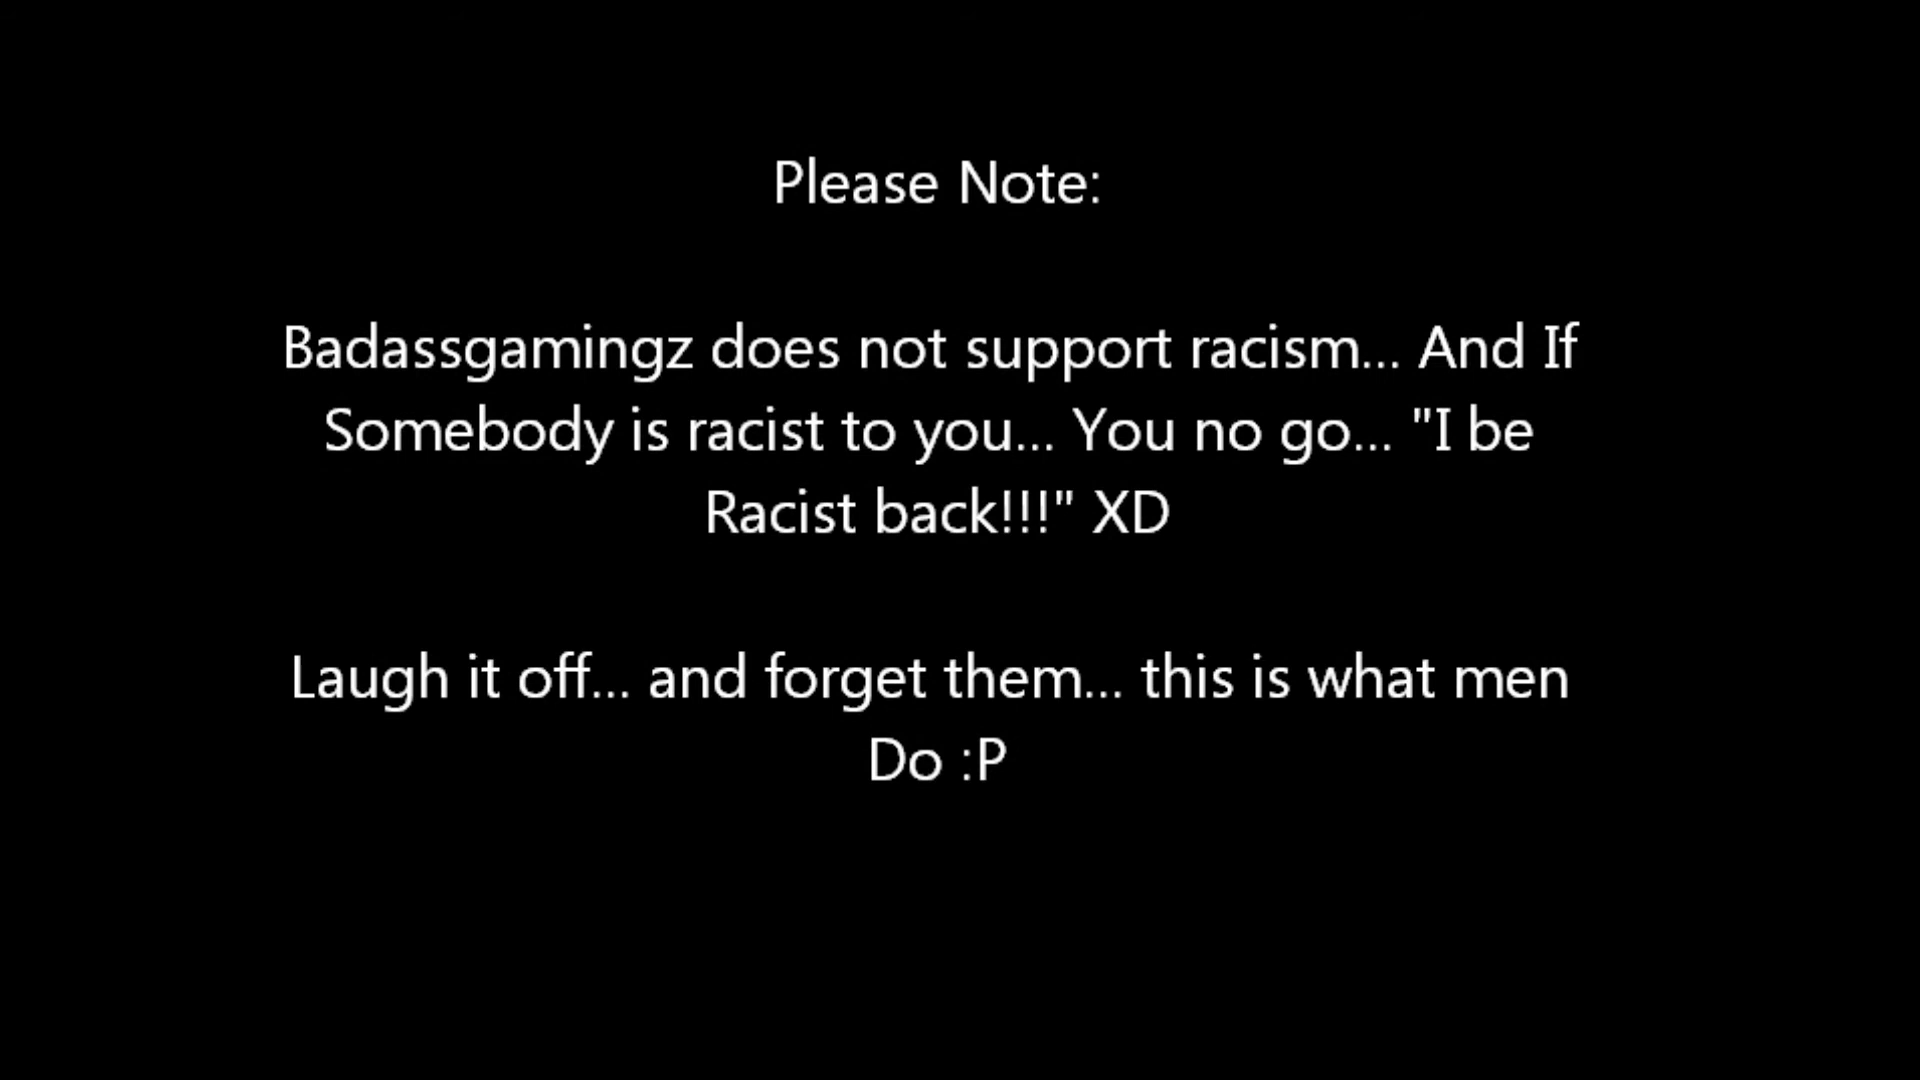 Please Note:
Badassgamingz does not support racism... And If
Somebody is racist to you... You no go... "I be
Racist back!!!" XD
Laugh it off... and forget them... this is what men
Do :P